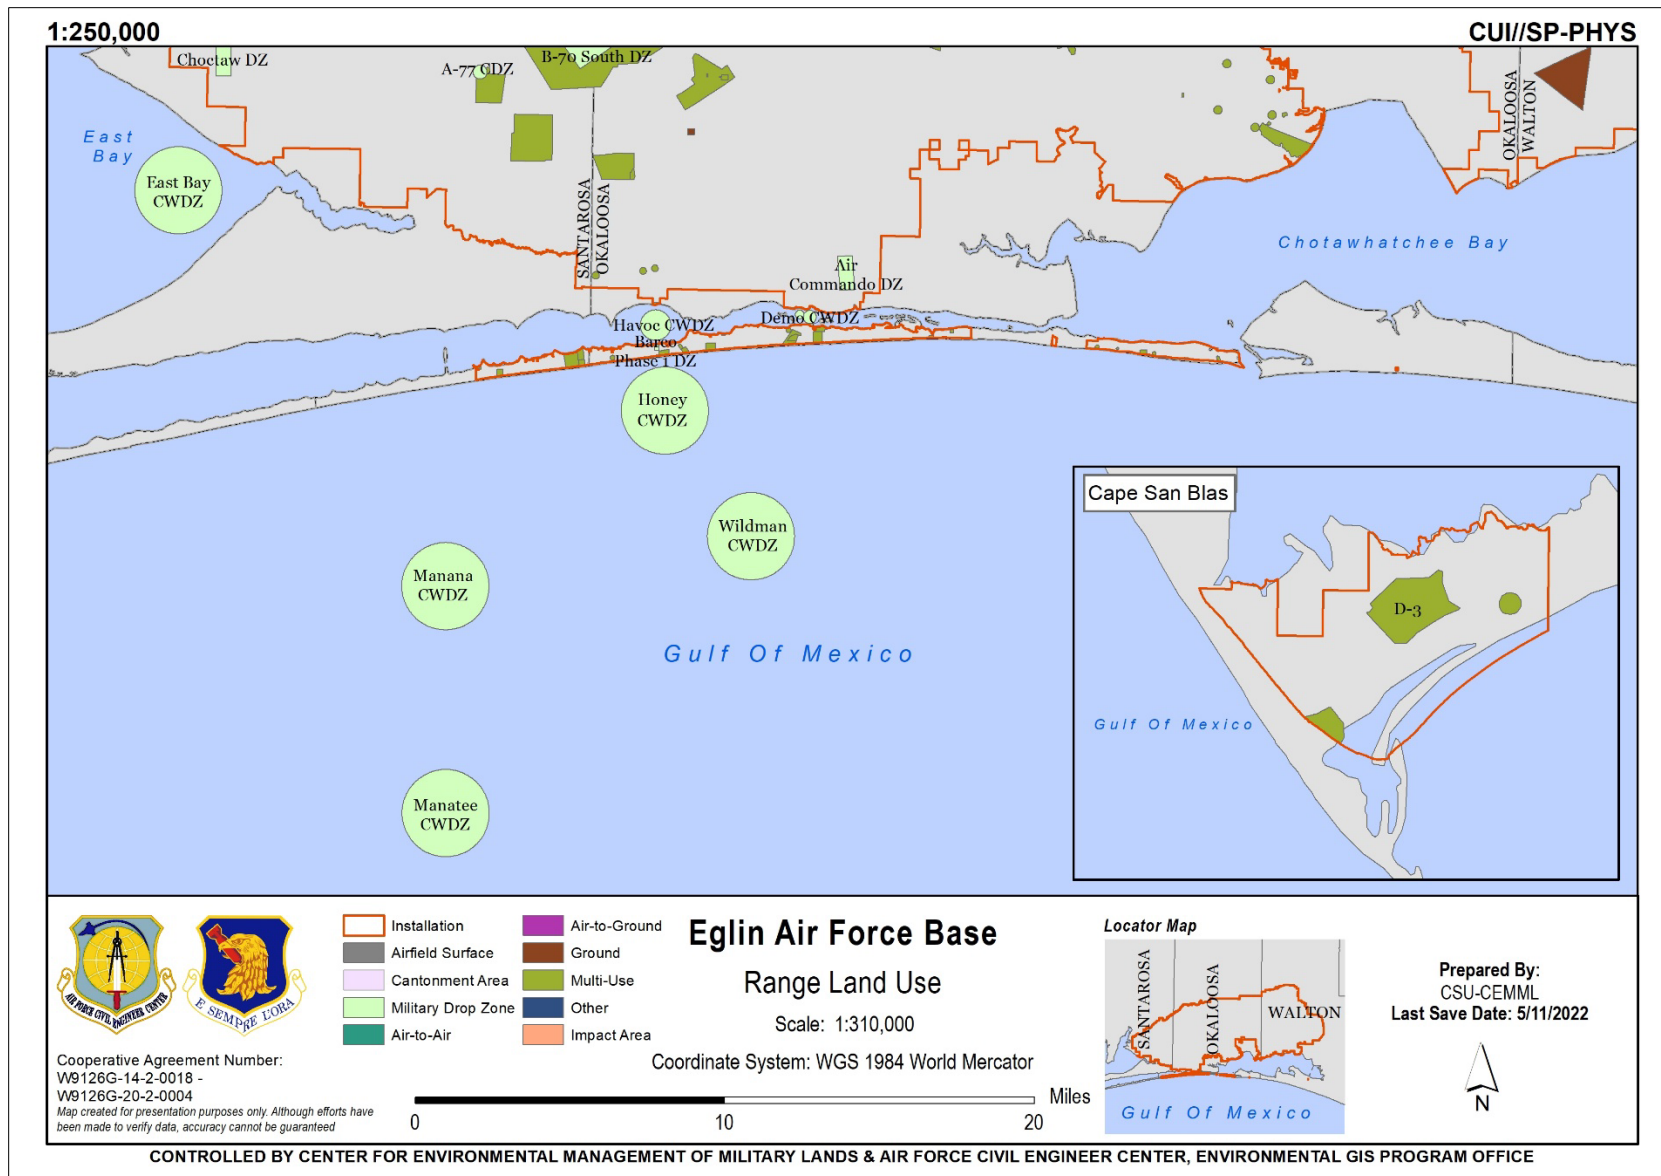 1:250,000
CUI//SP-PHYS
Choctaw DZ
A-77 CDZ
B-70 South DZ
OKALOOSA
WALTON
East
Bay
East Bay
CWDZ
SANTAROSA
OKALOOSA
Chotawhatchee Bay
Air
Commando DZ
Havoc CWDZ
Demo CWDZ
Barco
Phase 1 DZ
Honey
CWDZ
Wildman
CWDZ
Manana
CWDZ
Gulf Of Mexico
Manatee
CWDZ
Cape San Blas
D-3
Gulf Of Mexico
AIR FORCE CIVIL ENGINEER CENTER
E SEMPRE L'ORA
Installation
Airfield Surface
Cantonment Area
Military Drop Zone
Air-to-Air
Air-to-Ground
Ground
Multi-Use
Other
Impact Area
Eglin Air Force Base
Range Land Use
Scale: 1:310,000
Coordinate System: WGS 1984 World Mercator
Miles
0
10
20
Cooperative Agreement Number:
W9126G-14-2-0018 -
W9126G-20-2-0004
Map created for presentation purposes only. Although efforts have
been made to verify data, accuracy cannot be guaranteed
Locator Map
SANTAROSA
OKALOOSA
WALTON
Gulf Of Mexico
Prepared By:
CSU-CEMML
Last Save Date: 5/11/2022
N
CONTROLLED BY CENTER FOR ENVIRONMENTAL MANAGEMENT OF MILITARY LANDS & AIR FORCE CIVIL ENGINEER CENTER, ENVIRONMENTAL GIS PROGRAM OFFICE